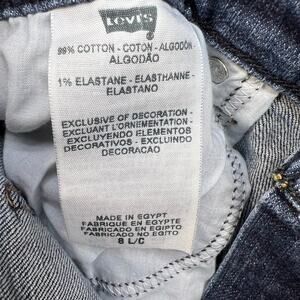 Levi's
99% COTTON - COTON - ALGODÓN
ALGODÃO
1% ELASTANE - ELASTHANNE -
ELASTANO
EXCLUSIVE OF DECORATION -
EXCLUANT L'ORNEMENTATION -
EXCLUYENDO ELEMENTOS
DECORATIVOS - EXCLUINDO
DECORACAO
MADE IN EGYPT
FABRIQUE EN EGYPTE
FABRICADO EN EGIPTO
FABRICADO NO EGITO
8 L/C